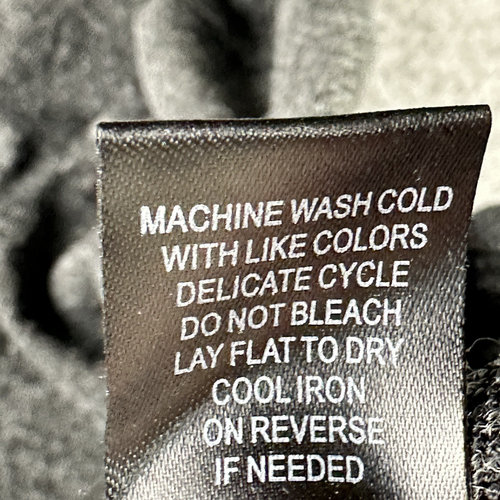 MACHINE WASH COLD
WITH LIKE COLORS
DELICATE CYCLE
DO NOT BLEACH
LAY FLAT TO DRY
COOL IRON
ON REVERSE
IF NEEDED